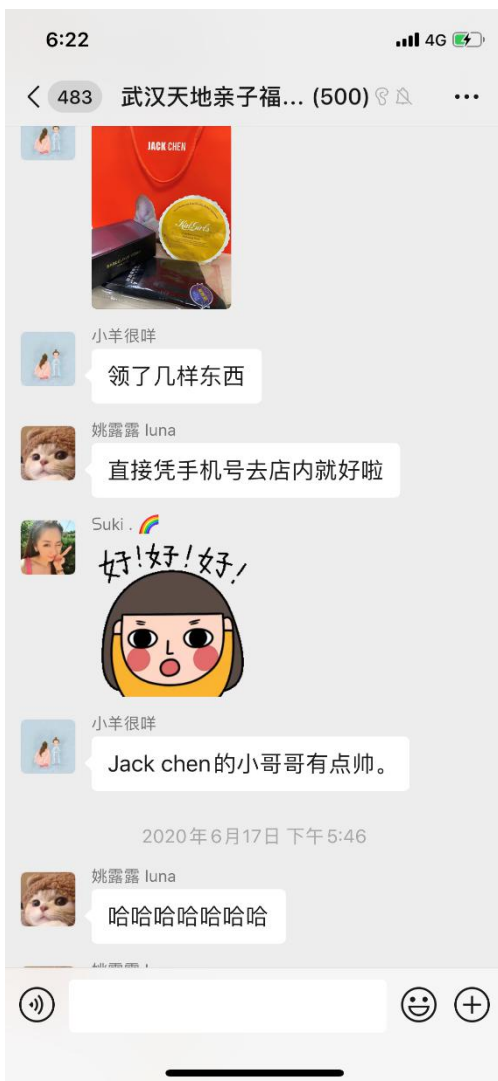 6:22
4G
483
武汉天地亲子福... (500)
JACK CHEN
小羊很咩
领了几样东西
姚露露 luna
直接凭手机号去店内就好啦
Suki .
好!好!好!
小羊很咩
Jack chen的小哥哥有点帅。
2020年6月17日 下午5:46
姚露露 luna
哈哈哈哈哈哈哈